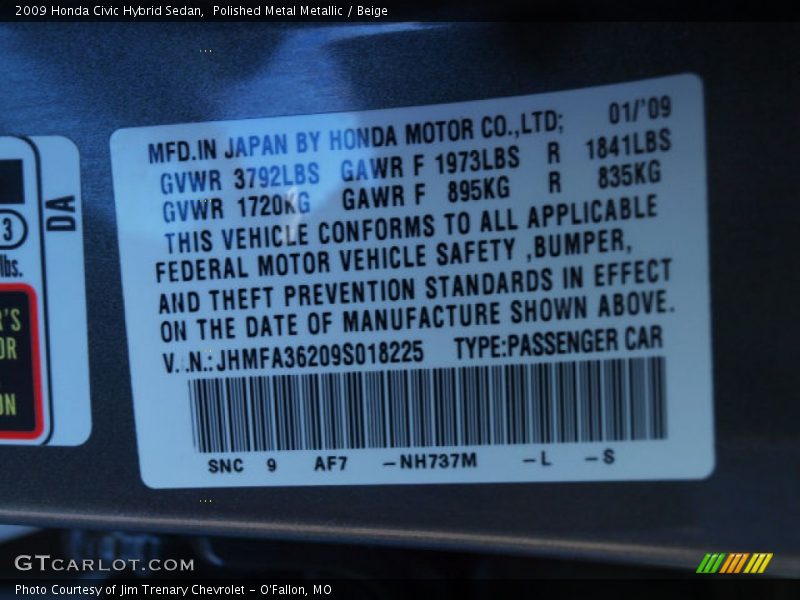 2009 Honda Civic Hybrid Sedan, Polished Metal Metallic / Beige
MFD.IN JAPAN BY HONDA MOTOR CO.,LTD; 01/'09
GVWR 3792LBS GAWR F 1973LBS R 1841LBS
GVWR 1720KG GAWR F 895KG R 835KG
THIS VEHICLE CONFORMS TO ALL APPLICABLE
FEDERAL MOTOR VEHICLE SAFETY ,BUMPER,
AND THEFT PREVENTION STANDARDS IN EFFECT
ON THE DATE OF MANUFACTURE SHOWN ABOVE.
V.I.N.:JHMFA36209S018225 TYPE:PASSENGER CAR
SNC 9 AF7 -NH737M -L -S
DA
3
lbs.
GTCARLOT.COM
Photo Courtesy of Jim Trenary Chevrolet - O'Fallon, MO